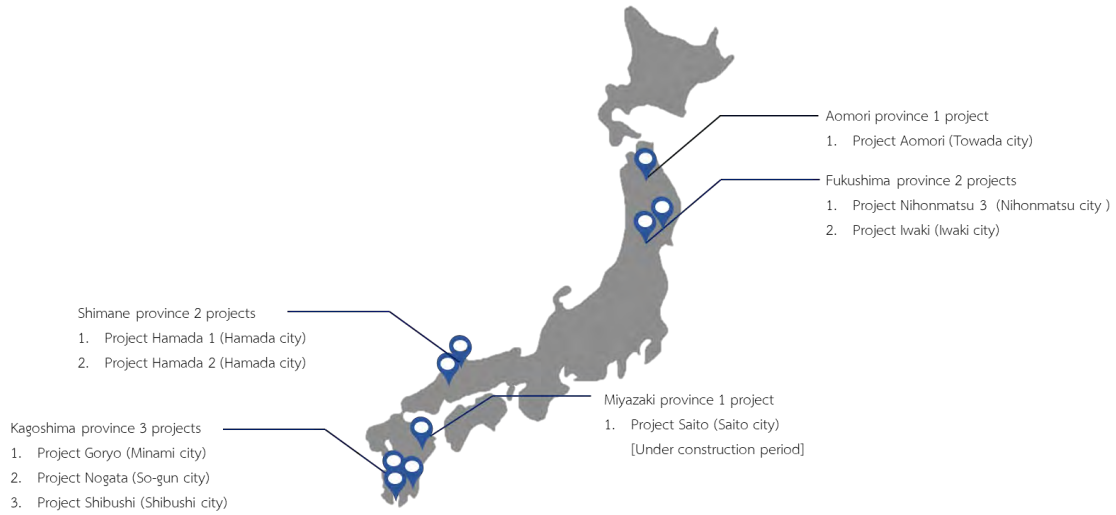 Aomori province 1 project
1. Project Aomori (Towada city)
Fukushima province 2 projects
1. Project Nihonmatsu 3 (Nihonmatsu city )
2. Project Iwaki (Iwaki city)
Shimane province 2 projects
1. Project Hamada 1 (Hamada city)
2. Project Hamada 2 (Hamada city)
Miyazaki province 1 project
1. Project Saito (Saito city)
[Under construction period]
Kagoshima province 3 projects
1. Project Goryo (Minami city)
2. Project Nogata (So-gun city)
3. Project Shibushi (Shibushi city)